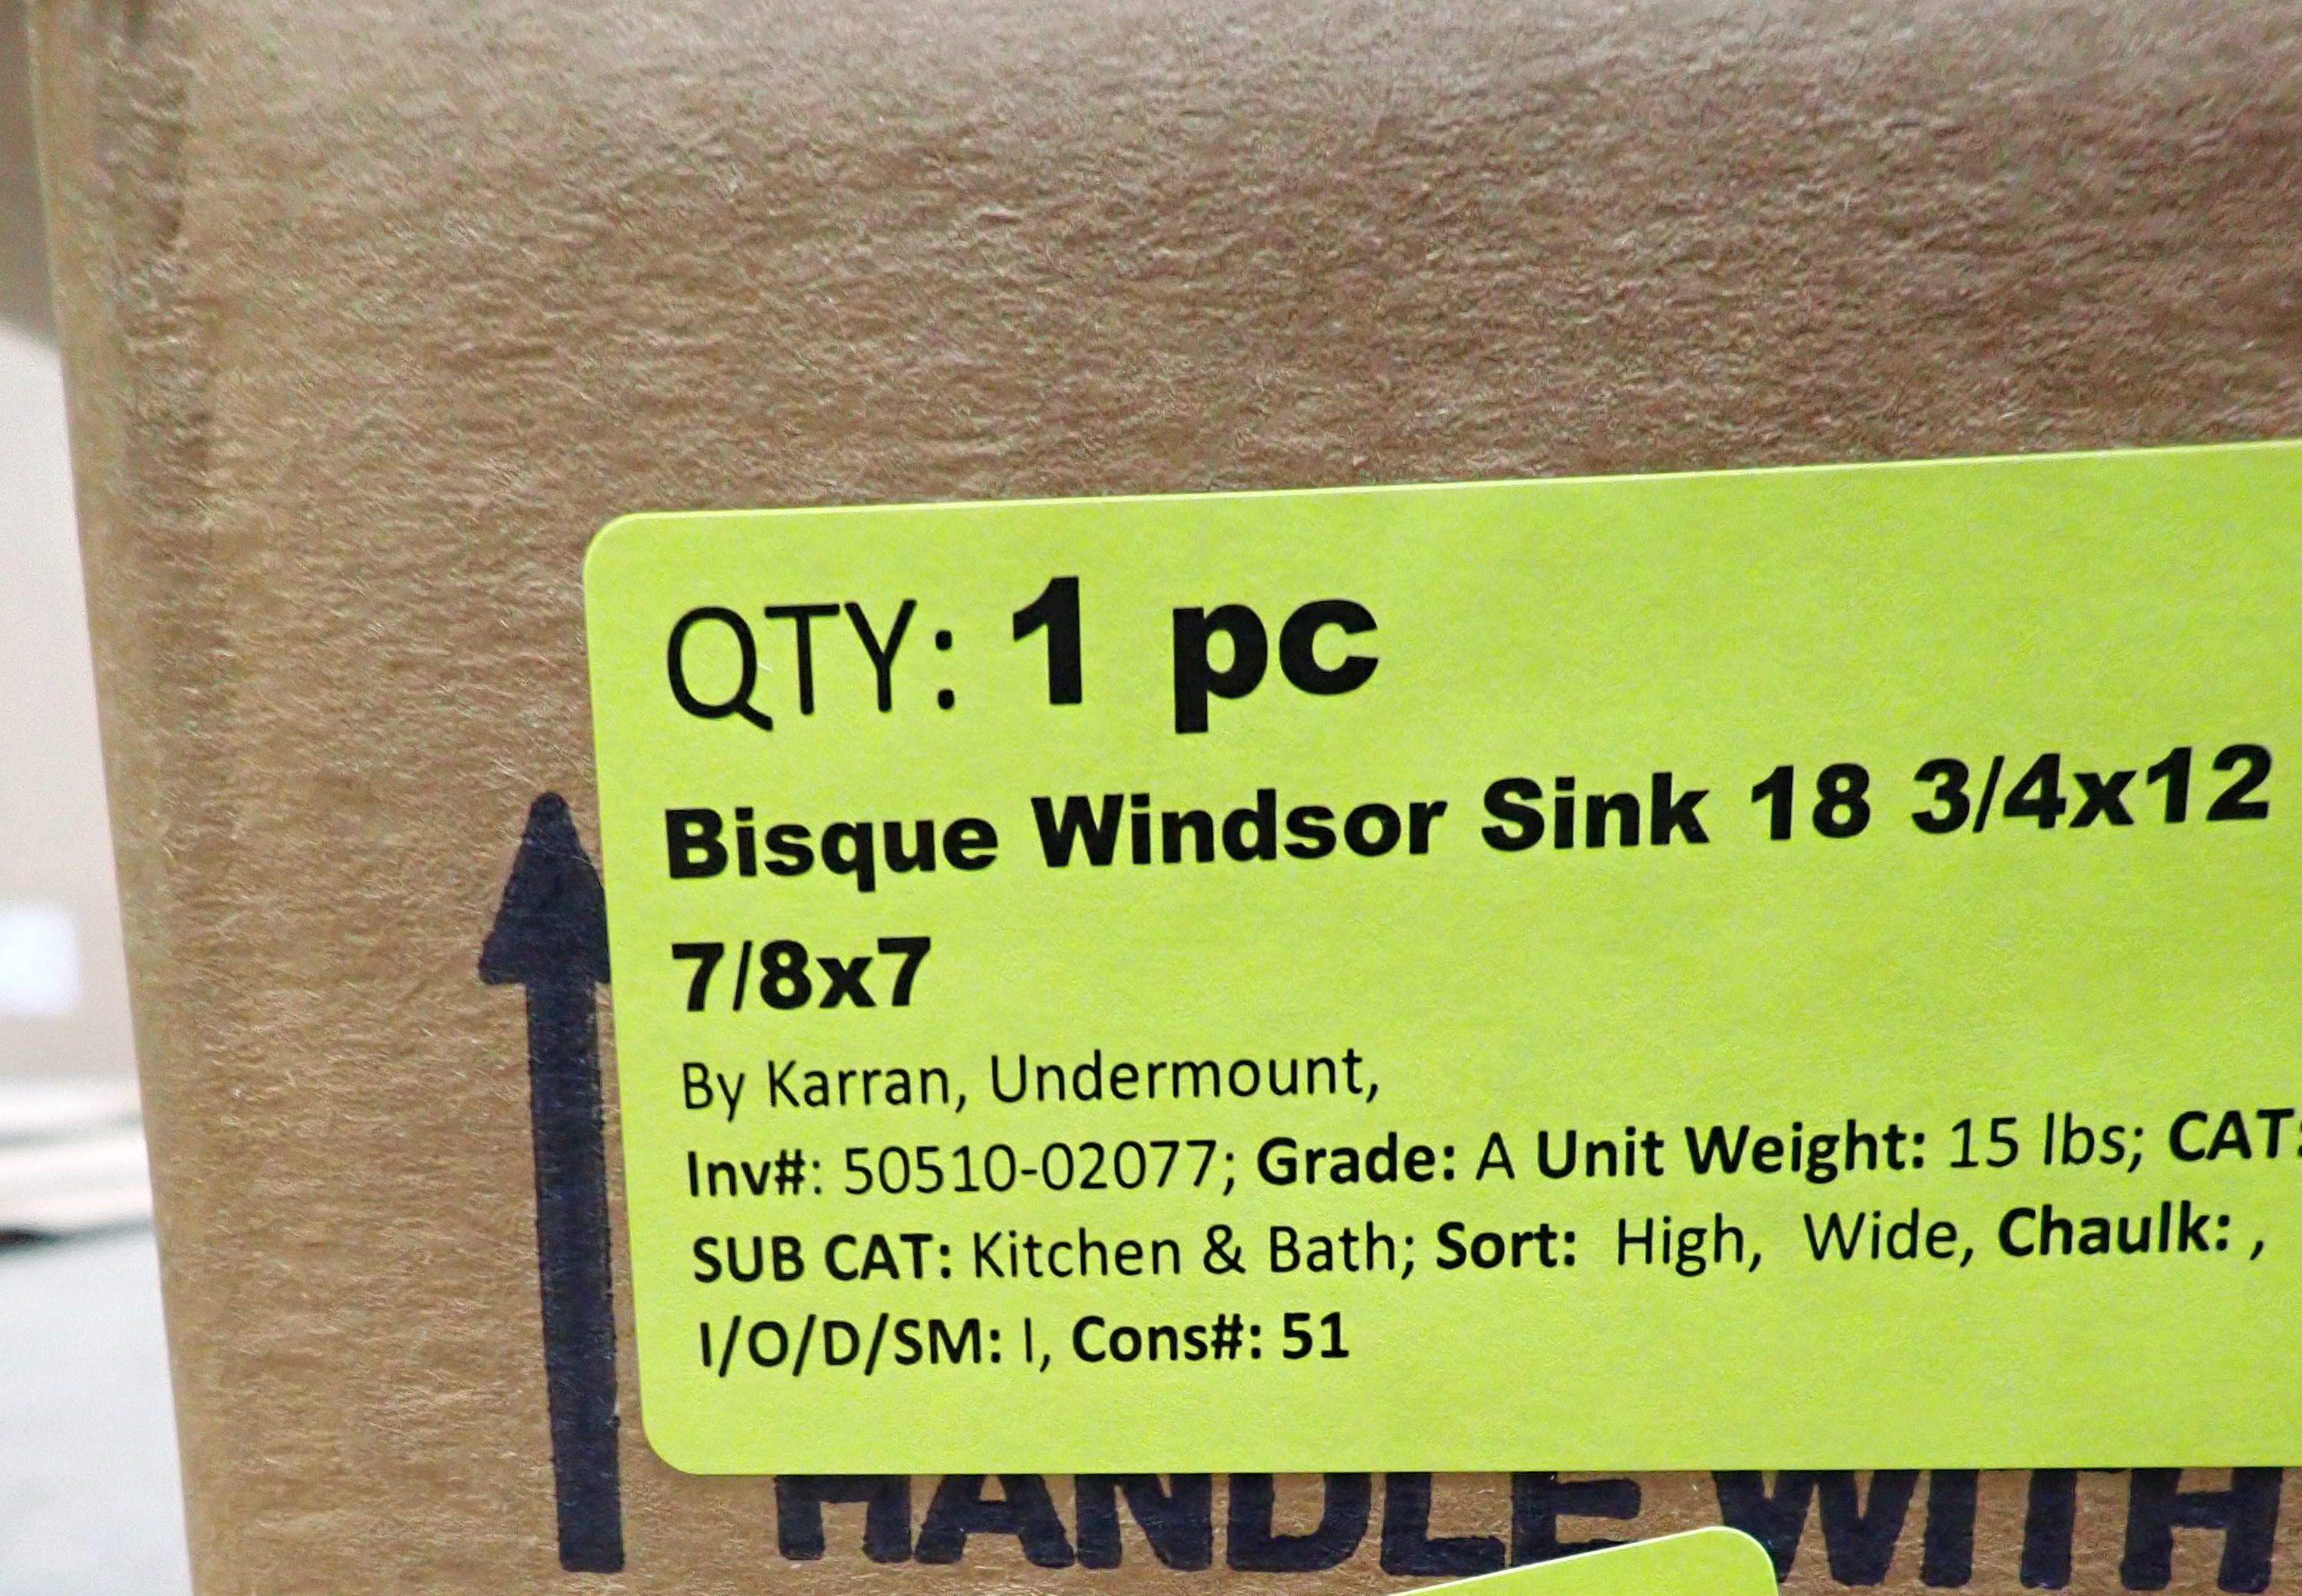 QTY: 1 pc
Bisque Windsor Sink 18 3/4x12
7/8x7
By Karran, Undermount,
Inv#: 50510-02077; Grade: A Unit Weight: 15 lbs; CAT:
SUB CAT: Kitchen & Bath; Sort:  High,  Wide, Chaulk: ,
I/O/D/SM: I, Cons#: 51
HANDLE WITH